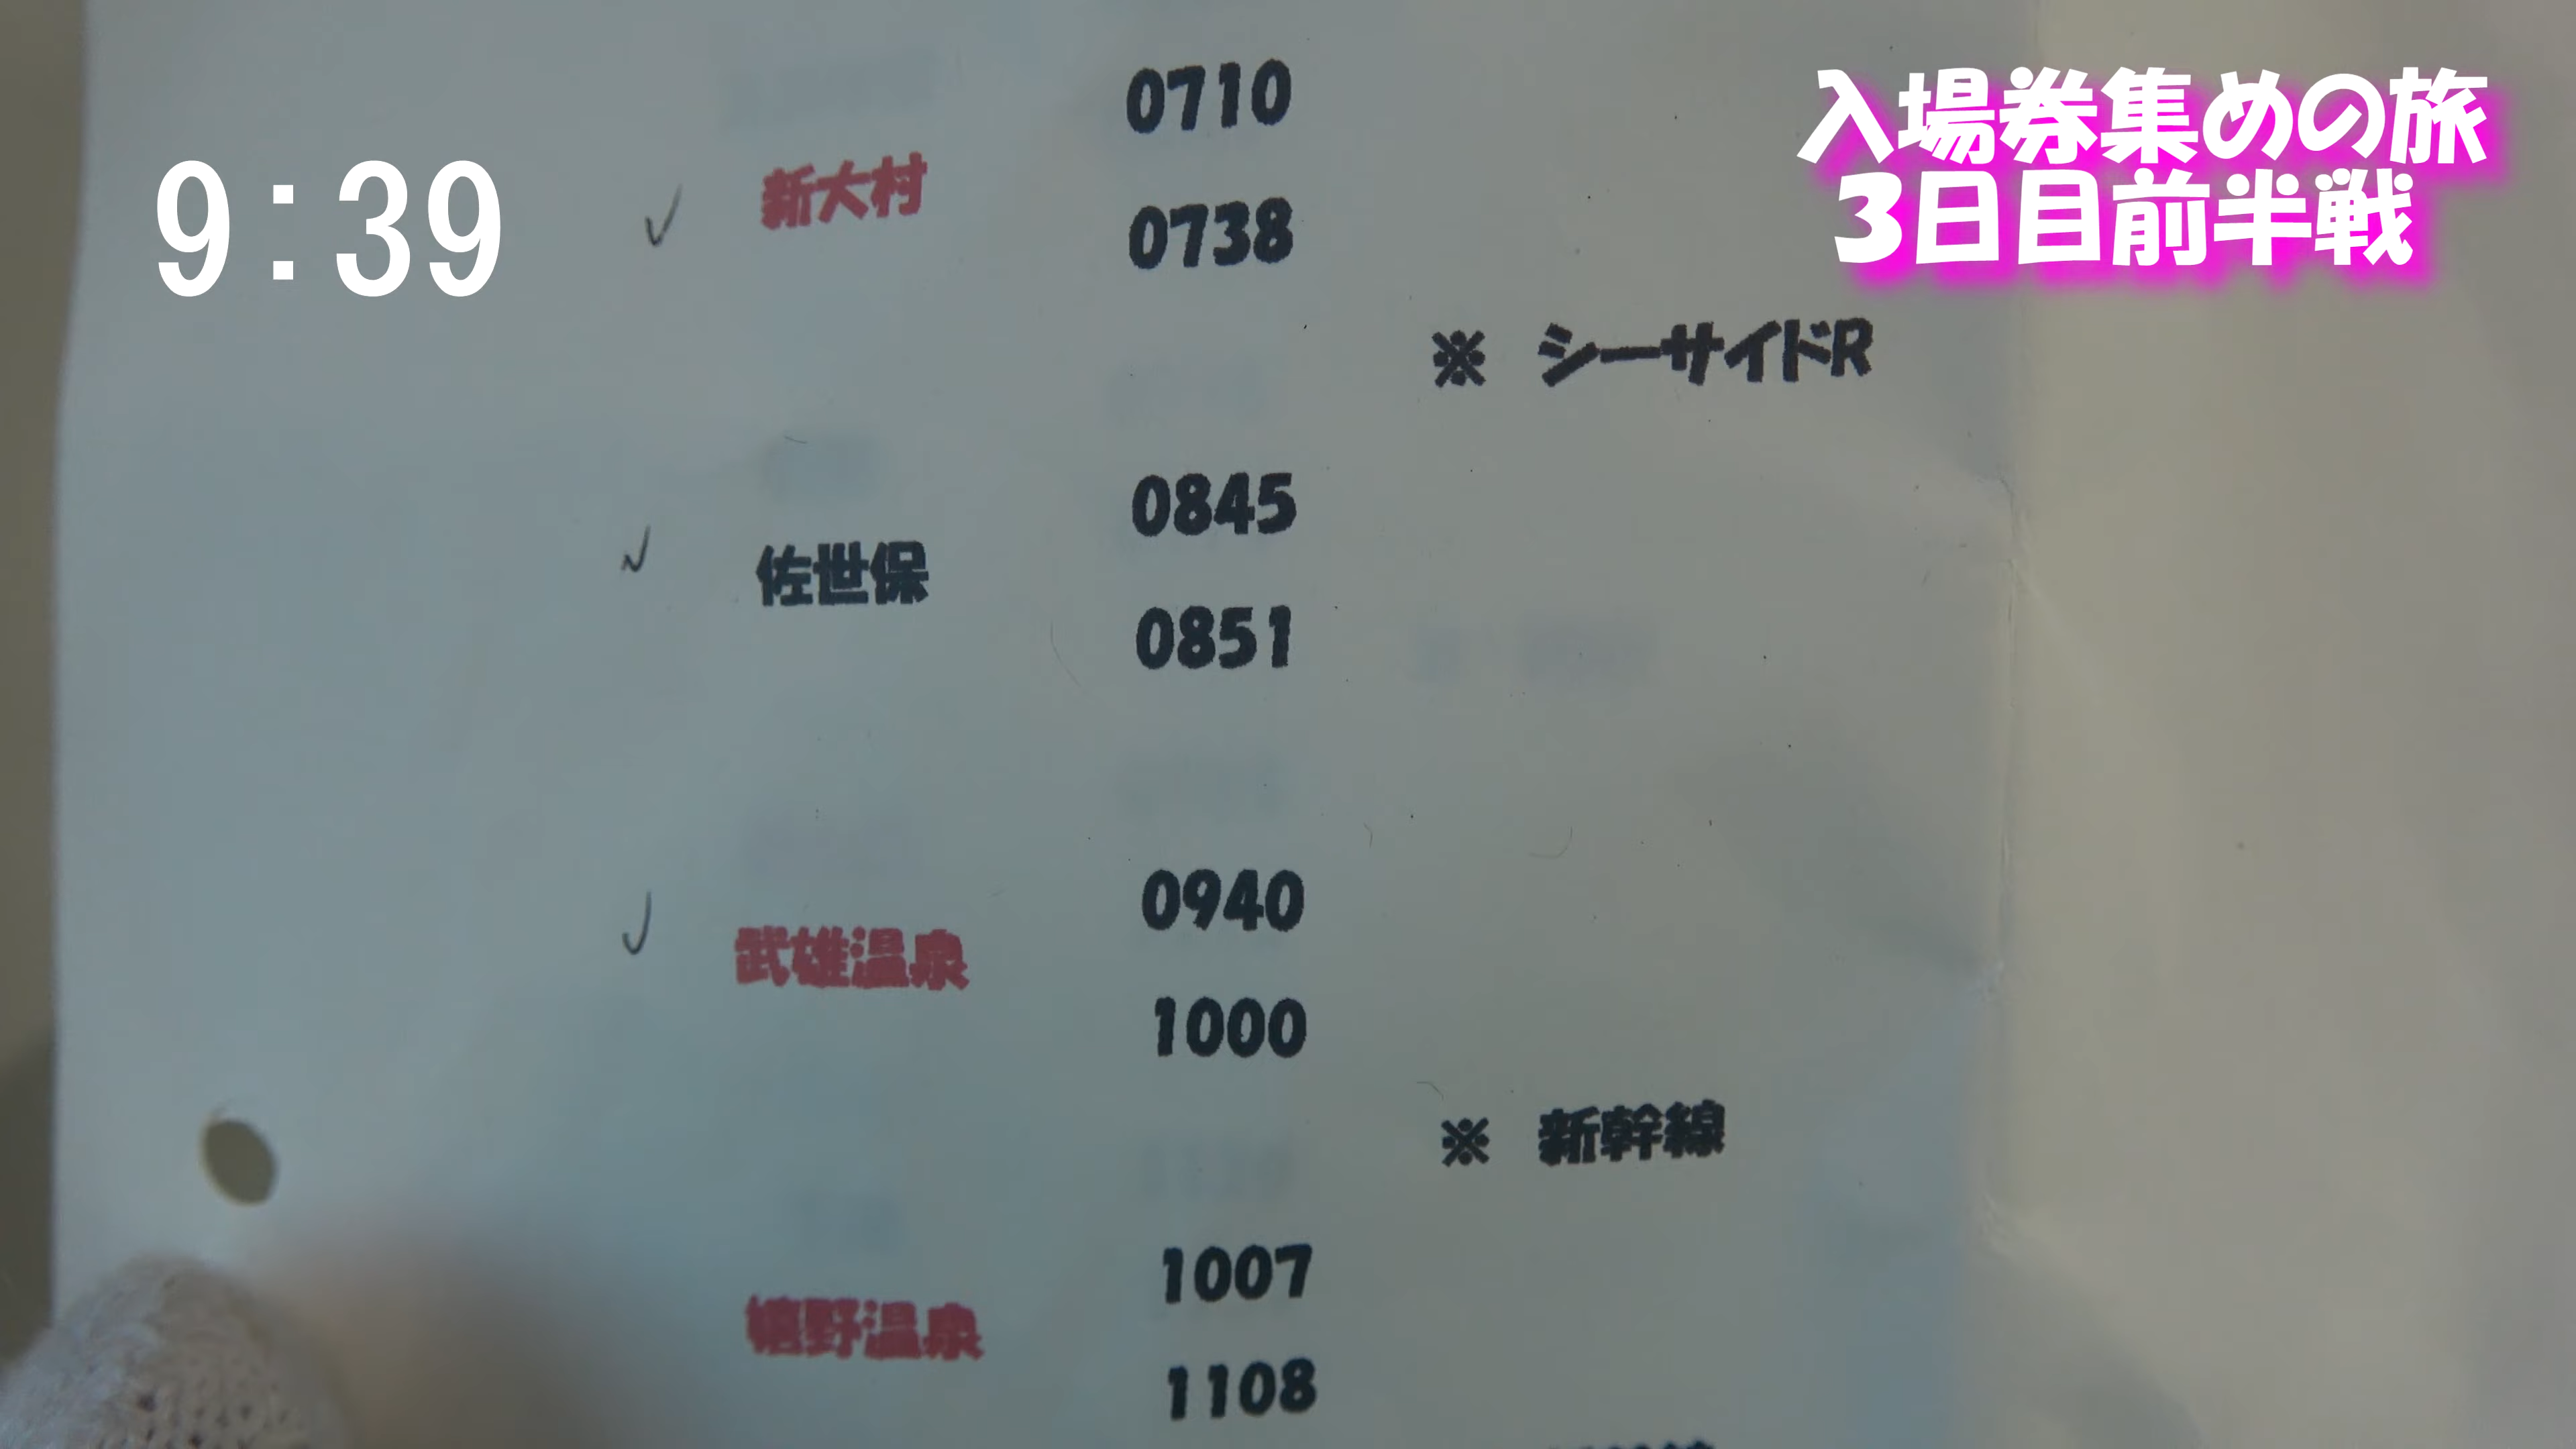 9:39
入場券集めの旅
3日目前半戦
0710
新大村
0738
※ シーサイドR
0845
佐世保
0851
0940
武雄温泉
1000
※ 新幹線
1007
嬉野温泉
1108